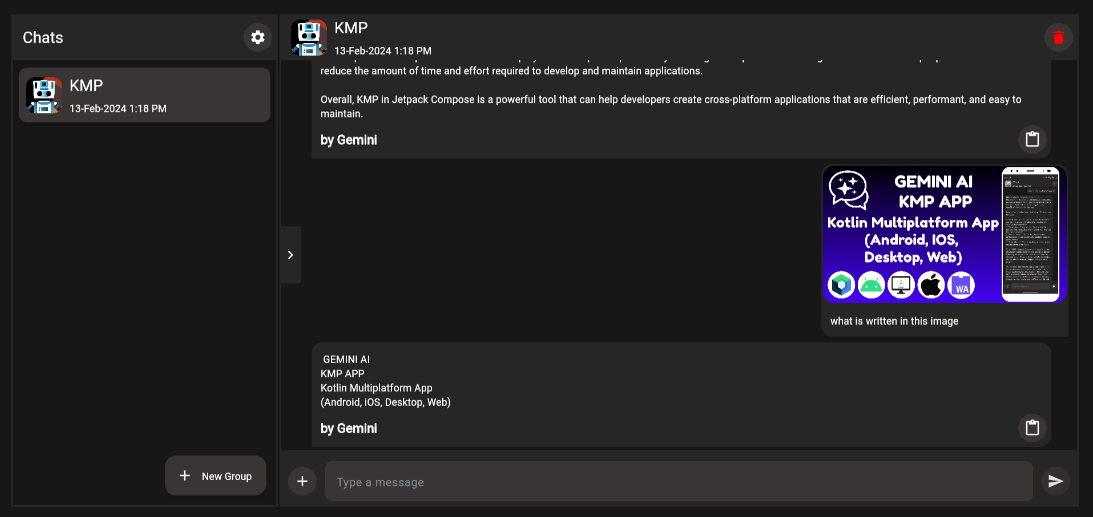 Chats
KMP
13-Feb-2024 1:18 PM
New Group
KMP
13-Feb-2024 1:18 PM
reduce the amount of time and effort required to develop and maintain applications.
Overall, KMP in Jetpack Compose is a powerful tool that can help developers create cross-platform applications that are efficient, performant, and easy to
maintain.
by Gemini
GEMINI AI
KMP APP
Kotlin Multiplatform App
(Android, IOS,
Desktop, Web)
WA
what is written in this image
GEMINI AI
KMP APP
Kotlin Multiplatform App
(Android, iOS, Desktop, Web)
by Gemini
Type a message